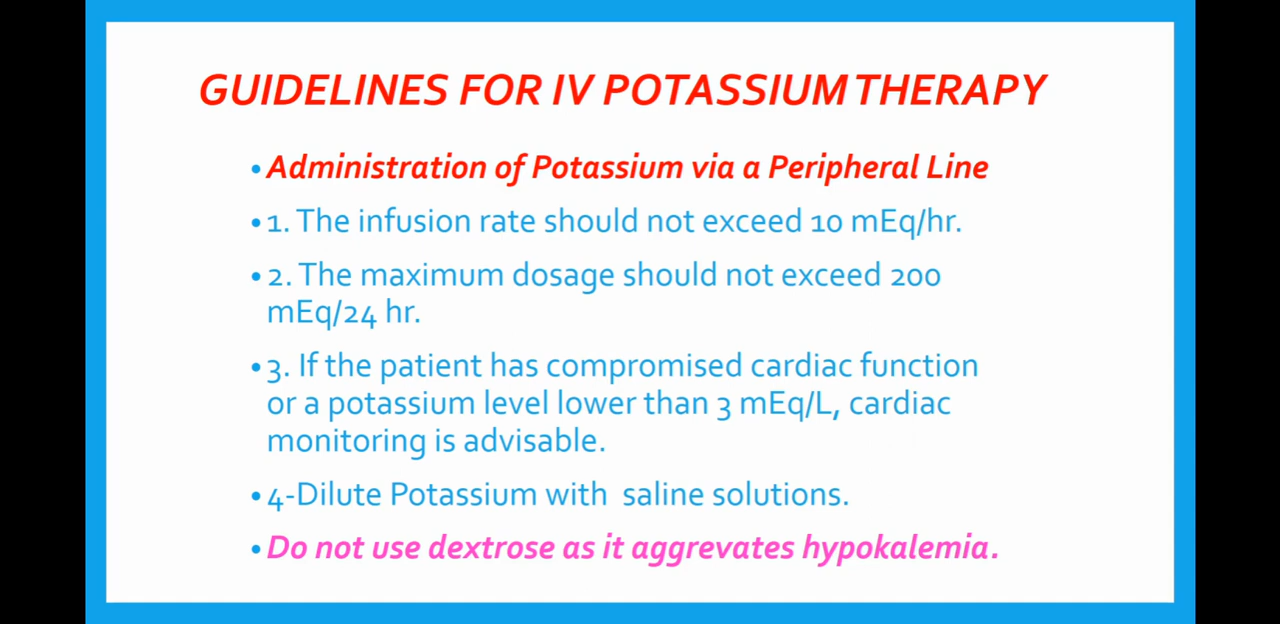 GUIDELINES FOR IV POTASSIUM THERAPY
• Administration of Potassium via a Peripheral Line
• 1. The infusion rate should not exceed 10 mEq/hr.
• 2. The maximum dosage should not exceed 200
mEq/24 hr.
• 3. If the patient has compromised cardiac function
or a potassium level lower than 3 mEq/L, cardiac
monitoring is advisable.
• 4-Dilute Potassium with saline solutions.
• Do not use dextrose as it aggrevates hypokalemia.